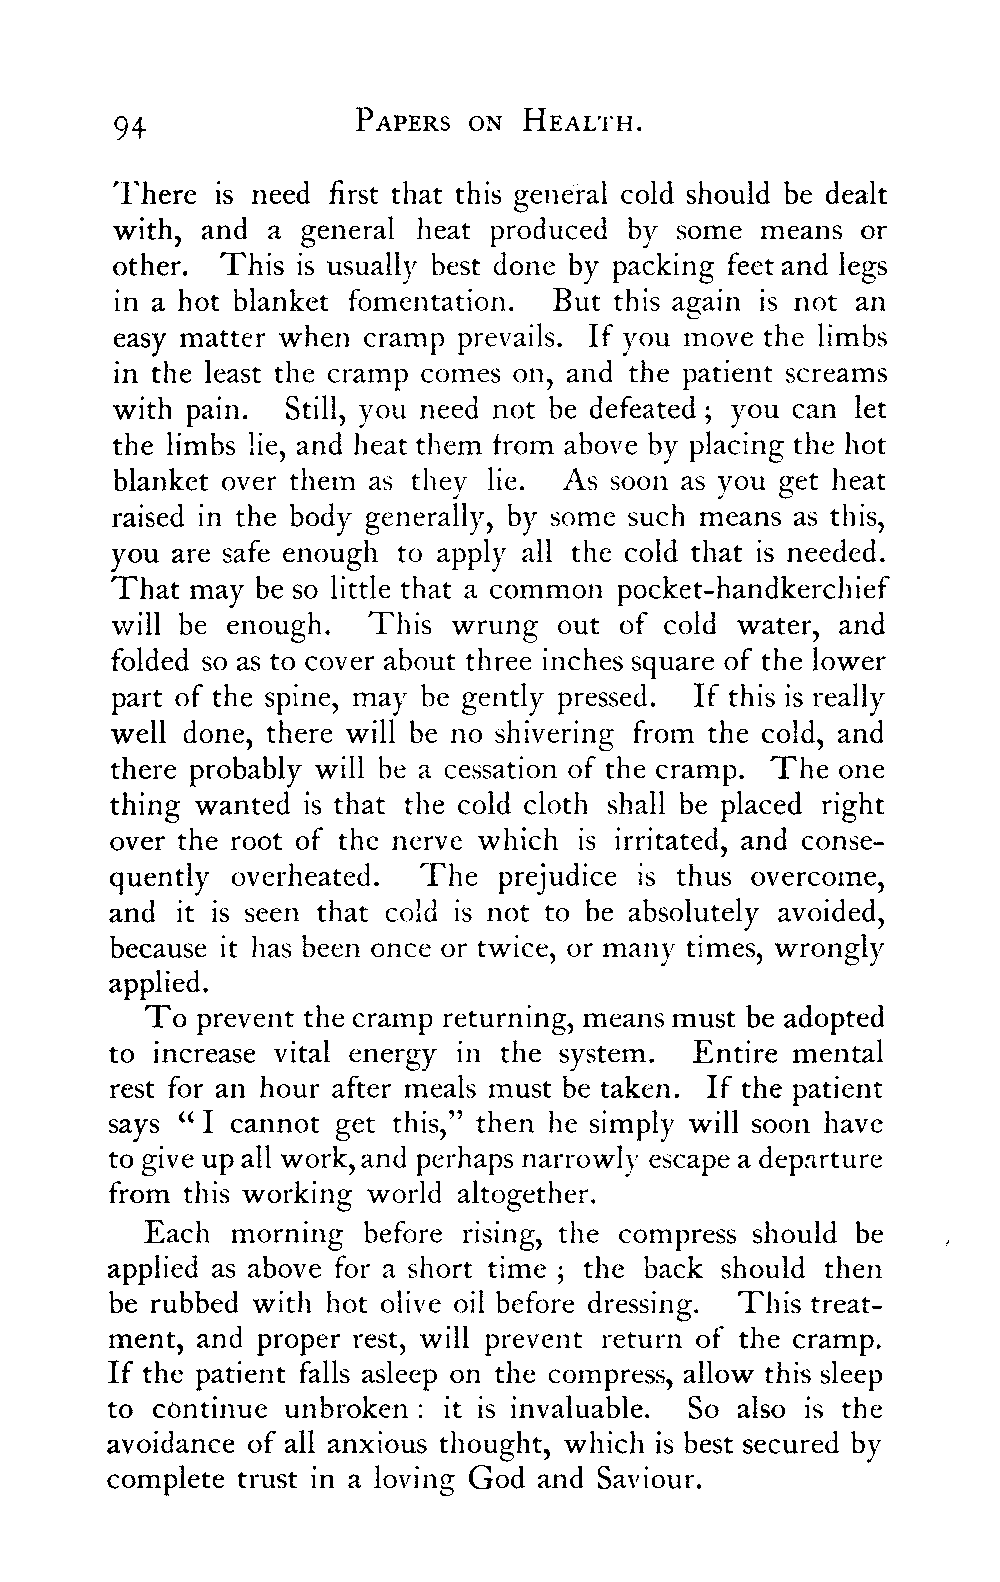 94 PAPERS ON HEALTH.
There is need first that this general cold should be dealt
with, and a general heat produced by some means or
other. This is usually best done by packing feet and legs
in a hot blanket fomentation. But this again is not an
easy matter when cramp prevails. If you move the limbs
in the least the cramp comes on, and the patient screams
with pain. Still, you need not be defeated ; you can let
the limbs lie, and heat them from above by placing the hot
blanket over them as they lie. As soon as you get heat
raised in the body generally, by some such means as this,
you are safe enough to apply all the cold that is needed.
That may be so little that a common pocket-handkerchief
will be enough. This wrung out of cold water, and
folded so as to cover about three inches square of the lower
part of the spine, may be gently pressed. If this is really
well done, there will be no shivering from the cold, and
there probably will be a cessation of the cramp. The one
thing wanted is that the cold cloth shall be placed right
over the root of the nerve which is irritated, and conse-
quently overheated. The prejudice is thus overcome,
and it is seen that cold is not to be absolutely avoided,
because it has been once or twice, or many times, wrongly
applied.
To prevent the cramp returning, means must be adopted
to increase vital energy in the system. Entire mental
rest for an hour after meals must be taken. If the patient
says “ I cannot get this,” then he simply will soon have
to give up all work, and perhaps narrowly escape a departure
from this working world altogether.
Each morning before rising, the compress should be
applied as above for a short time ; the back should then
be rubbed with hot olive oil before dressing. This treat-
ment, and proper rest, will prevent return of the cramp.
If the patient falls asleep on the compress, allow this sleep
to continue unbroken : it is invaluable. So also is the
avoidance of all anxious thought, which is best secured by
complete trust in a loving God and Saviour.